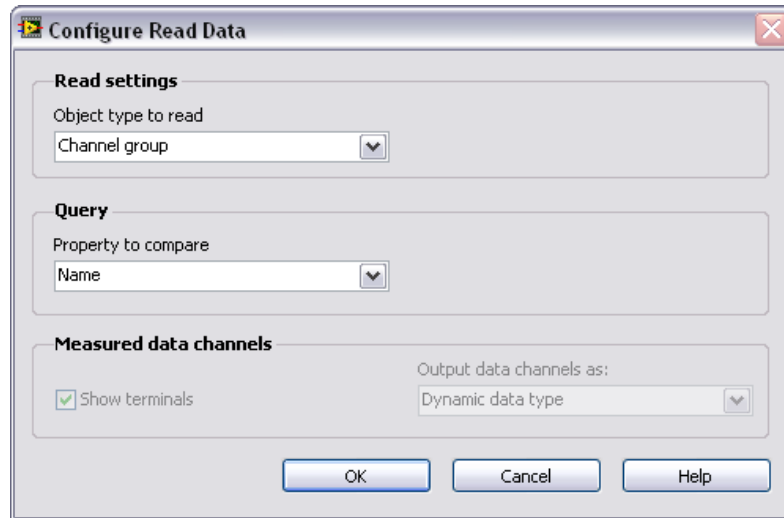 Configure Read Data
Read settings
Object type to read
Channel group
Query
Property to compare
Name
Measured data channels
Output data channels as:
Show terminals
Dynamic data type
OK Cancel Help